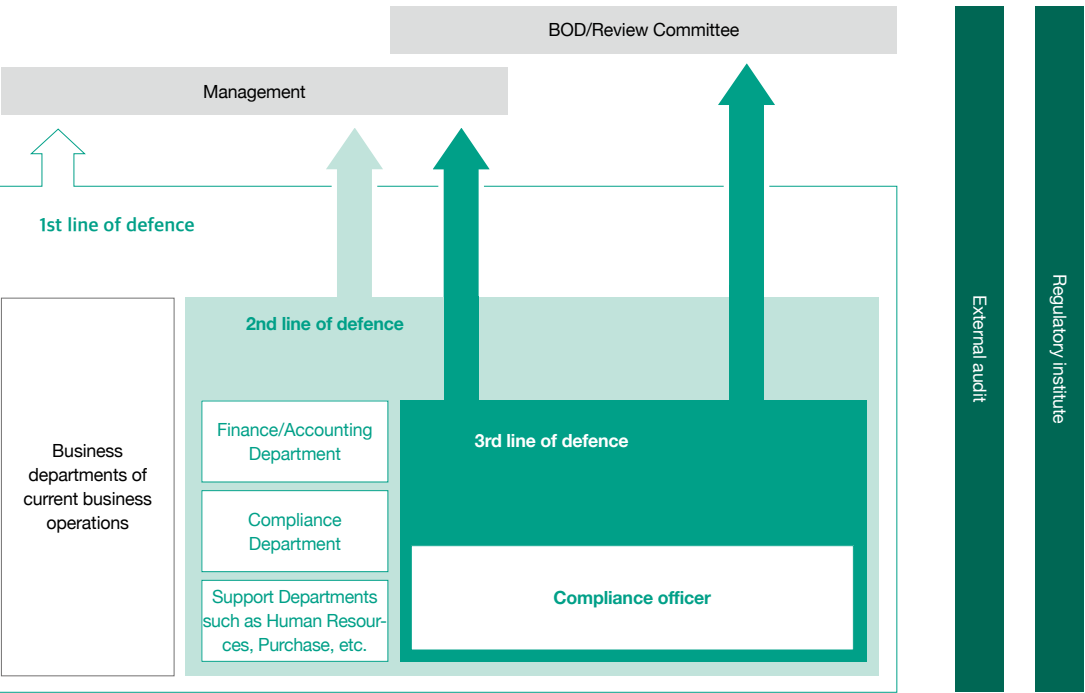 BOD/Review Committee
Management
1st line of defence
2nd line of defence
Business
departments of
current business
operations
Finance/Accounting
Department
Compliance
Department
Support Departments
such as Human Resour-
ces, Purchase, etc.
3rd line of defence
Compliance officer
External audit
Regulatory institute